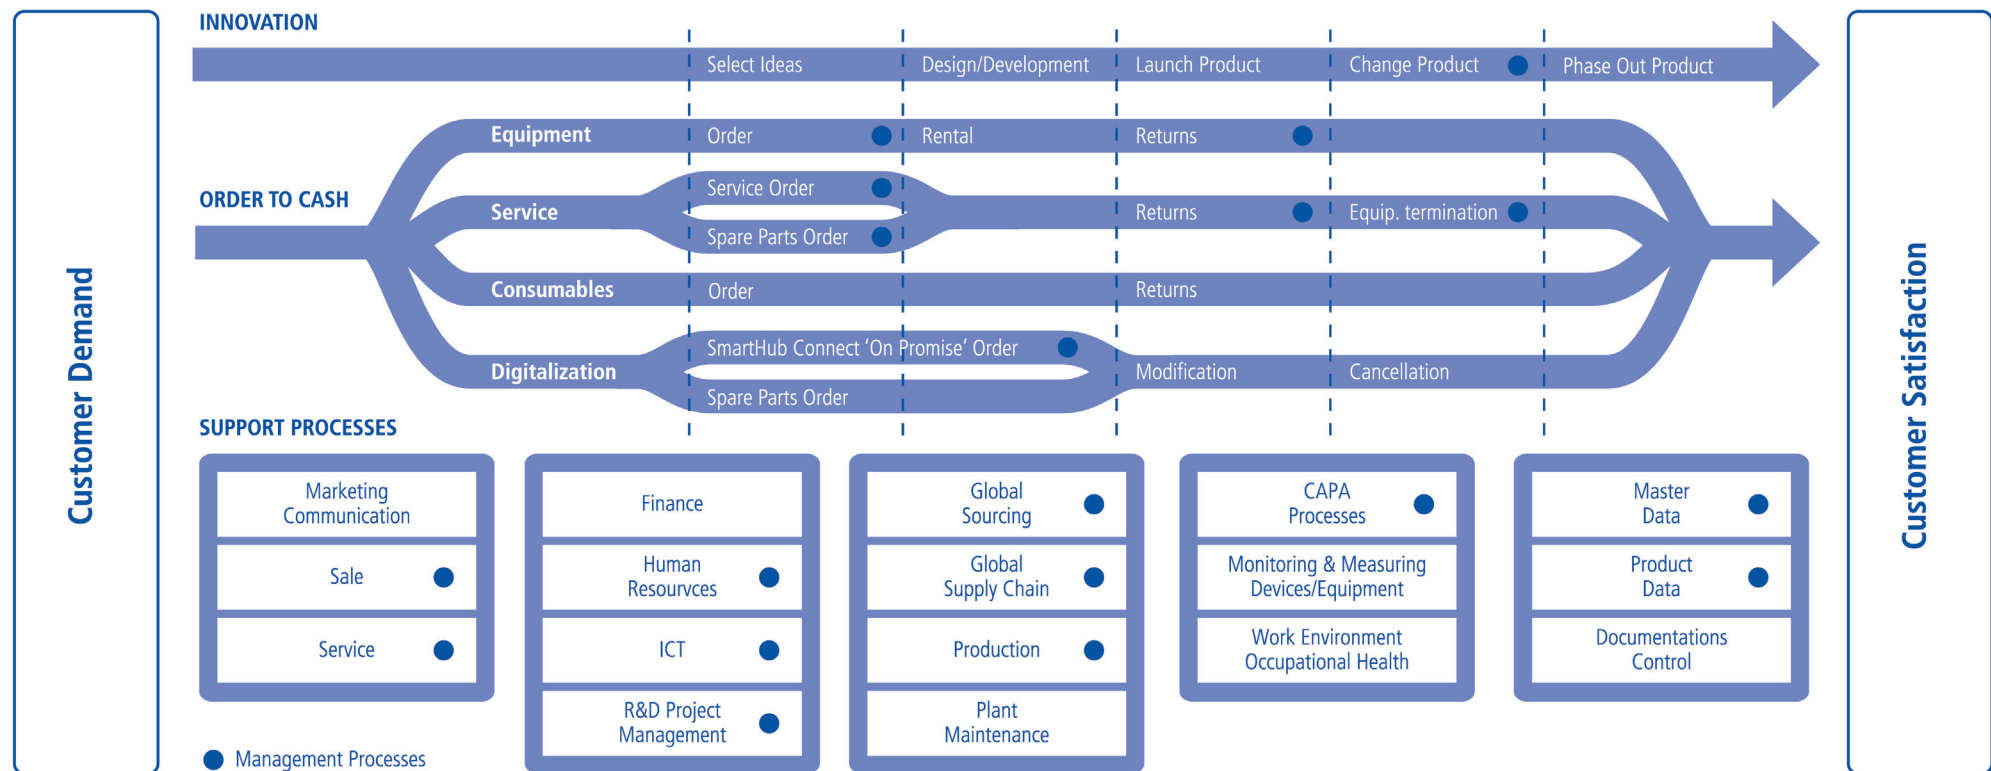 Customer Demand
INNOVATION
Select Ideas
Design/Development
Launch Product
Change Product
Phase Out Product
ORDER TO CASH
Equipment
Order
Rental
Returns
Service
Service Order
Spare Parts Order
Returns
Equip. termination
Consumables
Order
Returns
Digitalization
SmartHub Connect ‘On Promise’ Order
Spare Parts Order
Modification
Cancellation
SUPPORT PROCESSES
Marketing
Communication
Sale
Service
Finance
Human
Resourvces
ICT
R&D Project
Management
Global
Sourcing
Global
Supply Chain
Production
Plant
Maintenance
CAPA
Processes
Monitoring & Measuring
Devices/Equipment
Work Environment
Occupational Health
Master
Data
Product
Data
Documentations
Control
Management Processes
Customer Satisfaction